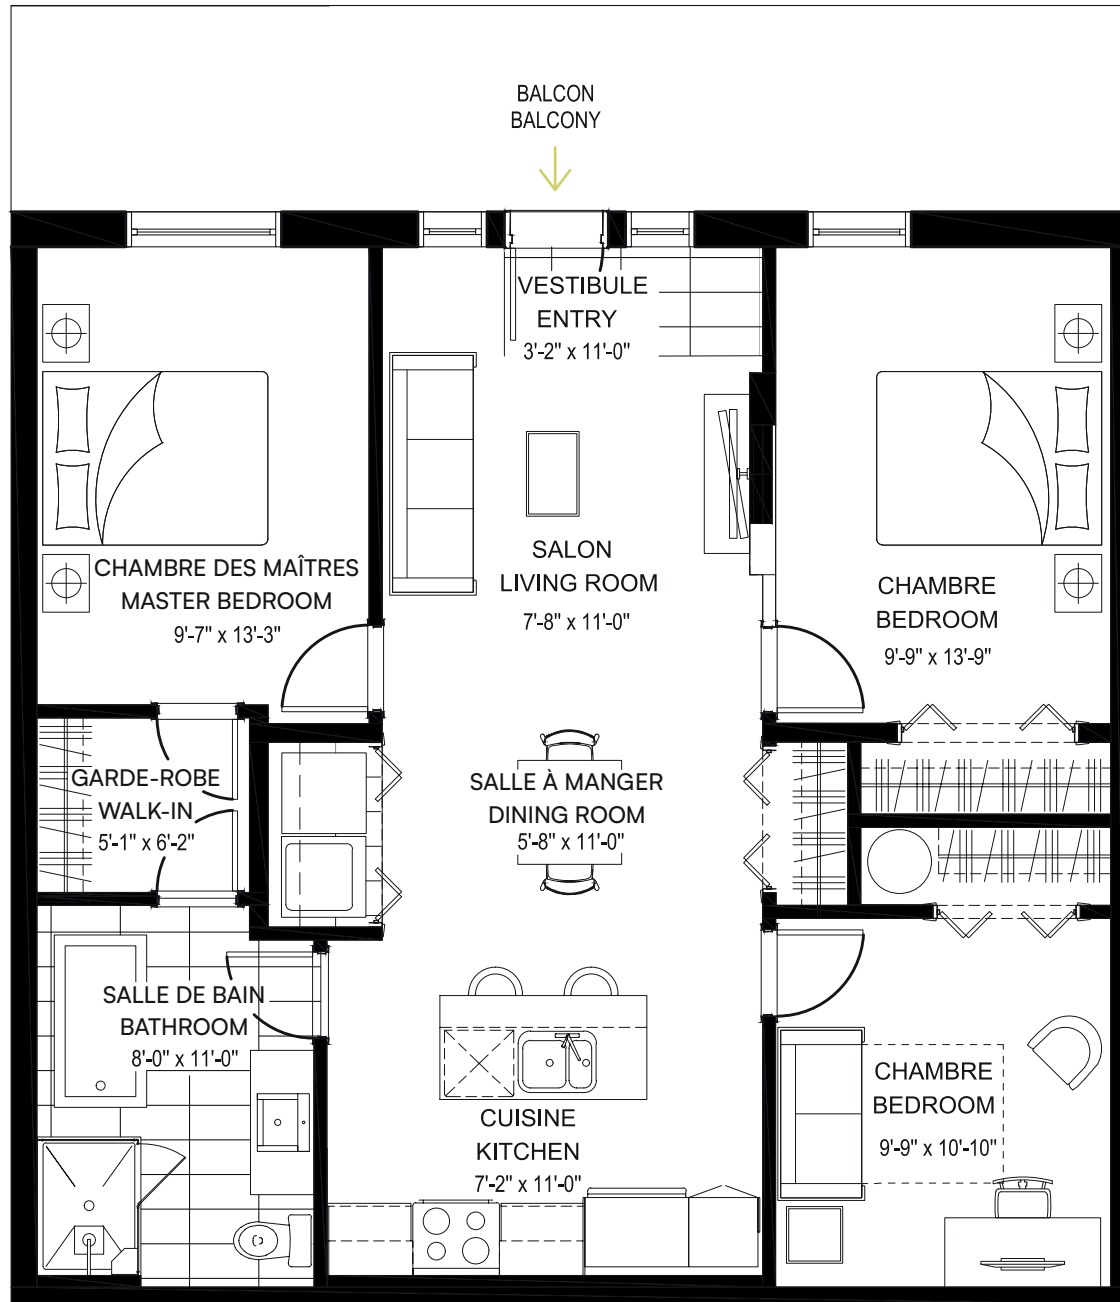 BALCON
BALCONY
VESTIBULE
ENTRY
3'-2" x 11'-0"
SALON
LIVING ROOM
7'-8" x 11'-0"
CHAMBRE DES MAÎTRES
MASTER BEDROOM
9'-7" x 13'-3"
CHAMBRE
BEDROOM
9'-9" x 13'-9"
GARDE-ROBE
WALK-IN
5'-1" x 6'-2"
SALLE À MANGER
DINING ROOM
5'-8" x 11'-0"
SALLE DE BAIN
BATHROOM
8'-0" x 11'-0"
CUISINE
KITCHEN
7'-2" x 11'-0"
CHAMBRE
BEDROOM
9'-9" x 10'-10"